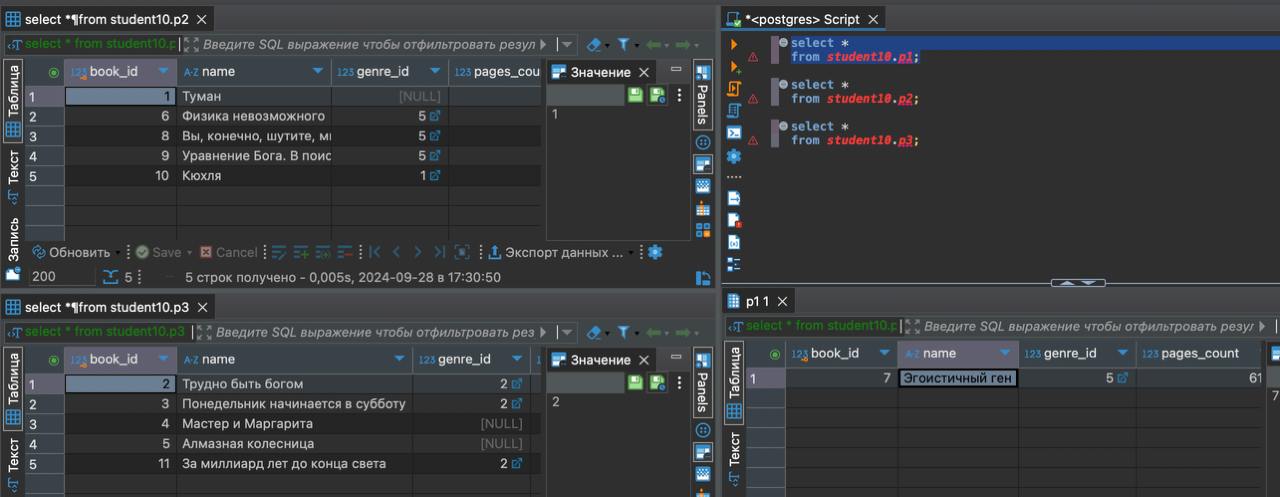 select *¶from student10.p2
select * from student10.p
Введите SQL выражение чтобы отфильтровать резул
Таблица
Текст
Запись
book_id name genre_id pages_cou
1 1 Туман [NULL]
2 6 Физика невозможного 5
3 8 Вы, конечно, шутите, ми 5
4 9 Уравнение Бога. В поис 5
5 10 Кюхля 1
Значение
1
Panels
Обновить Save Cancel Экспорт данных ...
200 5 5 строк получено - 0,005s, 2024-09-28 в 17:30:50
*<postgres> Script
select *
from student10.p1;
select *
from student10.p2;
select *
from student10.p3;
select *¶from student10.p3
select * from student10.p3
Введите SQL выражение чтобы отфильтровать рез
Таблица
Текст
book_id name genre_id
1 2 Трудно быть богом 2
2 3 Понедельник начинается в субботу 2
3 4 Мастер и Маргарита [NULL]
4 5 Алмазная колесница [NULL]
5 11 За миллиард лет до конца света 2
Значение
2
Panels
p1 1
select * from student10.p
Введите SQL выражение чтобы отфильтровать резул
Таблица
Текст
book_id name genre_id pages_count
1 7 Эгоистичный ген 5 61
7